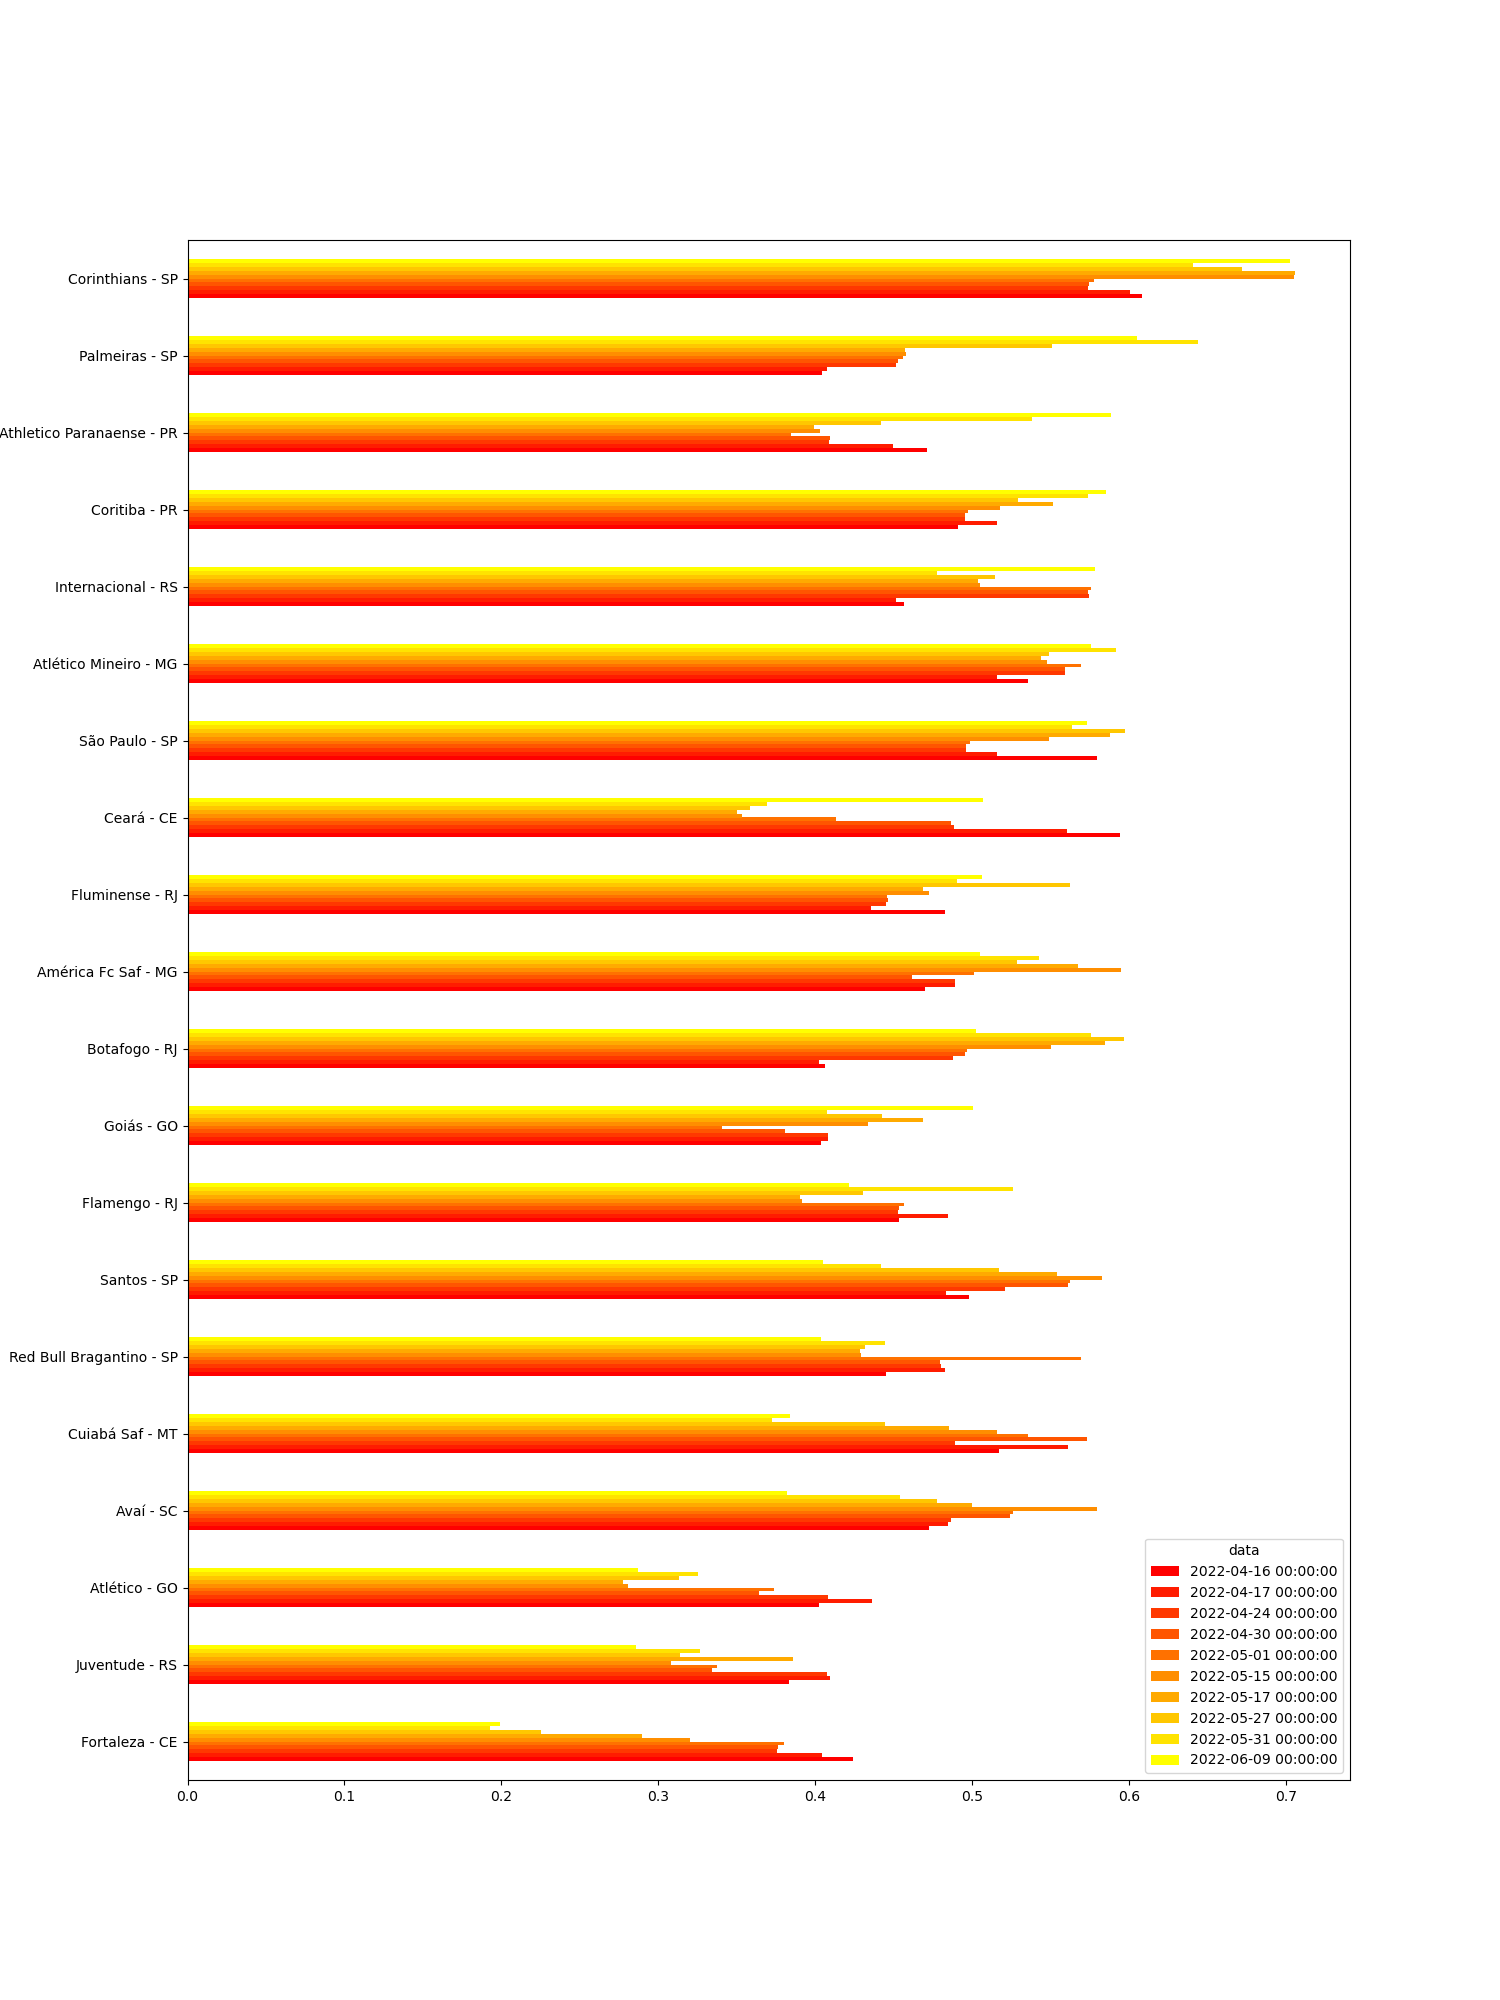 Corinthians - SP
Palmeiras - SP
Athletico Paranaense - PR
Coritiba - PR
Internacional - RS
Atlético Mineiro - MG
São Paulo - SP
Ceará - CE
Fluminense - RJ
América Fc Saf - MG
Botafogo - RJ
Goiás - GO
Flamengo - RJ
Santos - SP
Red Bull Bragantino - SP
Cuiabá Saf - MT
Avaí - SC
Atlético - GO
Juventude - RS
Fortaleza - CE
data
2022-04-16 00:00:00
2022-04-17 00:00:00
2022-04-24 00:00:00
2022-04-30 00:00:00
2022-05-01 00:00:00
2022-05-15 00:00:00
2022-05-17 00:00:00
2022-05-27 00:00:00
2022-05-31 00:00:00
2022-06-09 00:00:00
0.0 0.1 0.2 0.3 0.4 0.5 0.6 0.7